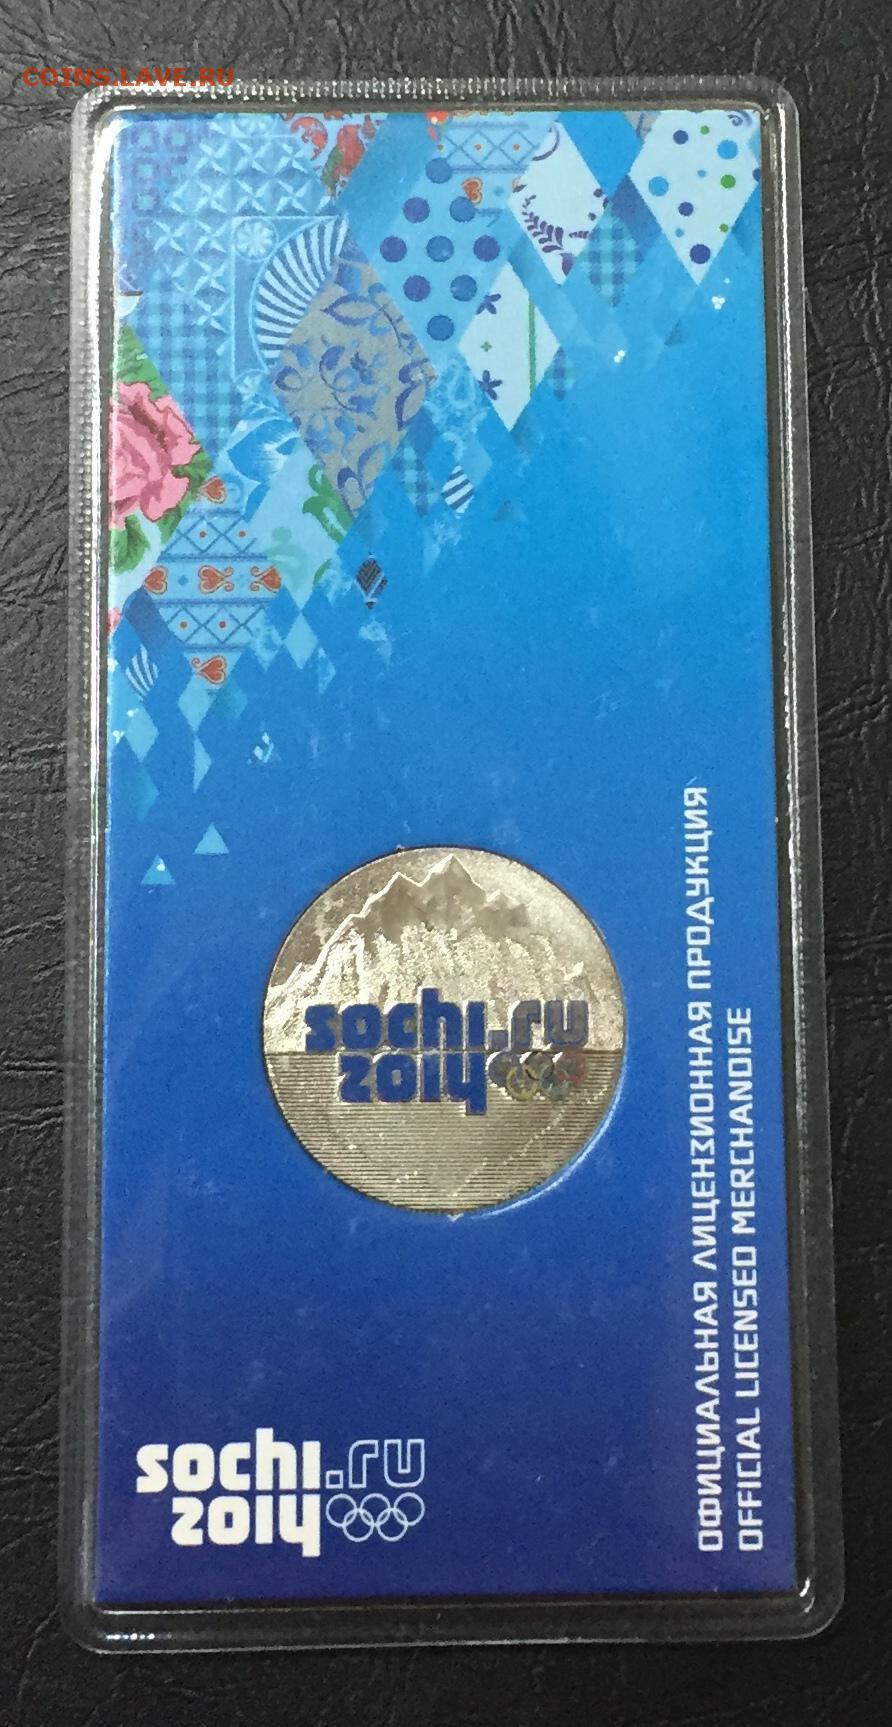 COINS.LAVE.RU
sochi.ru
2014
ОФИЦИАЛЬНАЯ ЛИЦЕНЗИОННАЯ ПРОДУКЦИЯ
OFFICIAL LICENSED MERCHANDISE
sochi.ru
2014